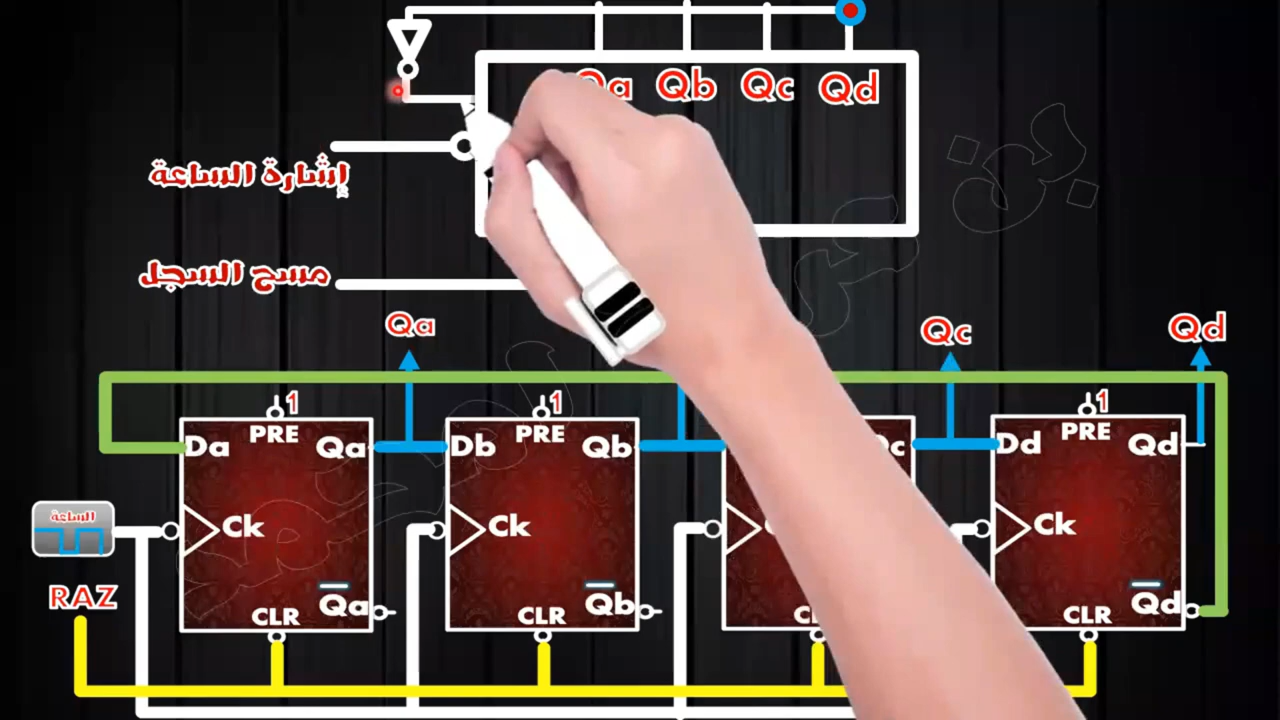 Qa Qb Qc Qd
إشارة الساعة
مسح السجل
Qa Qc Qd
1 1 1
PRE PRE PRE
Da Qa Db Qb Qc Dd Qd
الساعة
Ck Ck Ck
RAZ
Qa Qb Qd
CLR CLR CLR